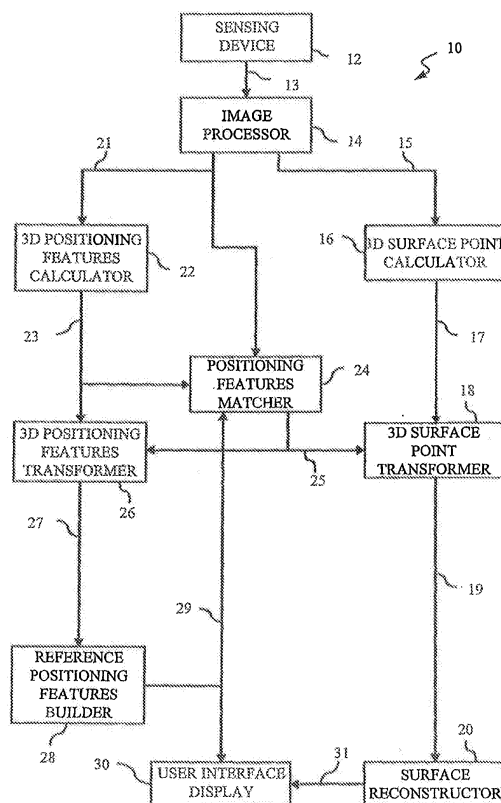 SENSING
DEVICE
12
10
13
IMAGE
PROCESSOR
14
21
15
3D POSITIONING
FEATURES
CALCULATOR
22
16
3D SURFACE POINT
CALCULATOR
23
17
POSITIONING
FEATURES
MATCHER
24
18
3D POSITIONING
FEATURES
TRANSFORMER
26
25
3D SURFACE
POINT
TRANSFORMER
27
29
19
REFERENCE
POSITIONING
FEATURES
BUILDER
28
20
30
USER INTERFACE
DISPLAY
31
SURFACE
RECONSTRUCTOR